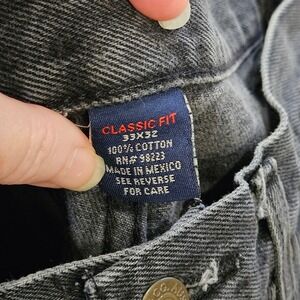 CLASSIC FIT
33X32
100% COTTON
RN# 98223
MADE IN MEXICO
SEE REVERSE
FOR CARE